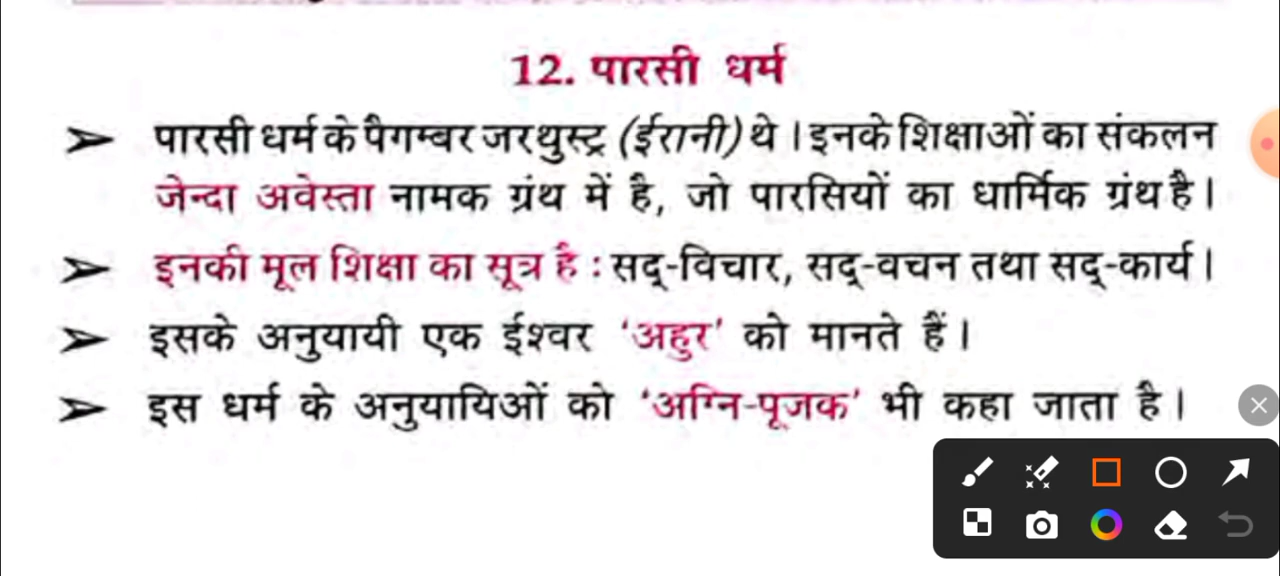 12. पारसी धर्म
➢ पारसी धर्म के पैगम्बर जरथुस्ट्र (ईरानी) थे । इनके शिक्षाओं का संकलन
जेन्दा अवेस्ता नामक ग्रंथ में है, जो पारसियों का धार्मिक ग्रंथ है ।
➢ इनकी मूल शिक्षा का सूत्र है : सद्-विचार, सद्-वचन तथा सद्-कार्य ।
➢ इसके अनुयायी एक ईश्वर ‘अहुर’ को मानते हैं ।
➢ इस धर्म के अनुयायिओं को ‘अग्नि-पूजक’ भी कहा जाता है ।